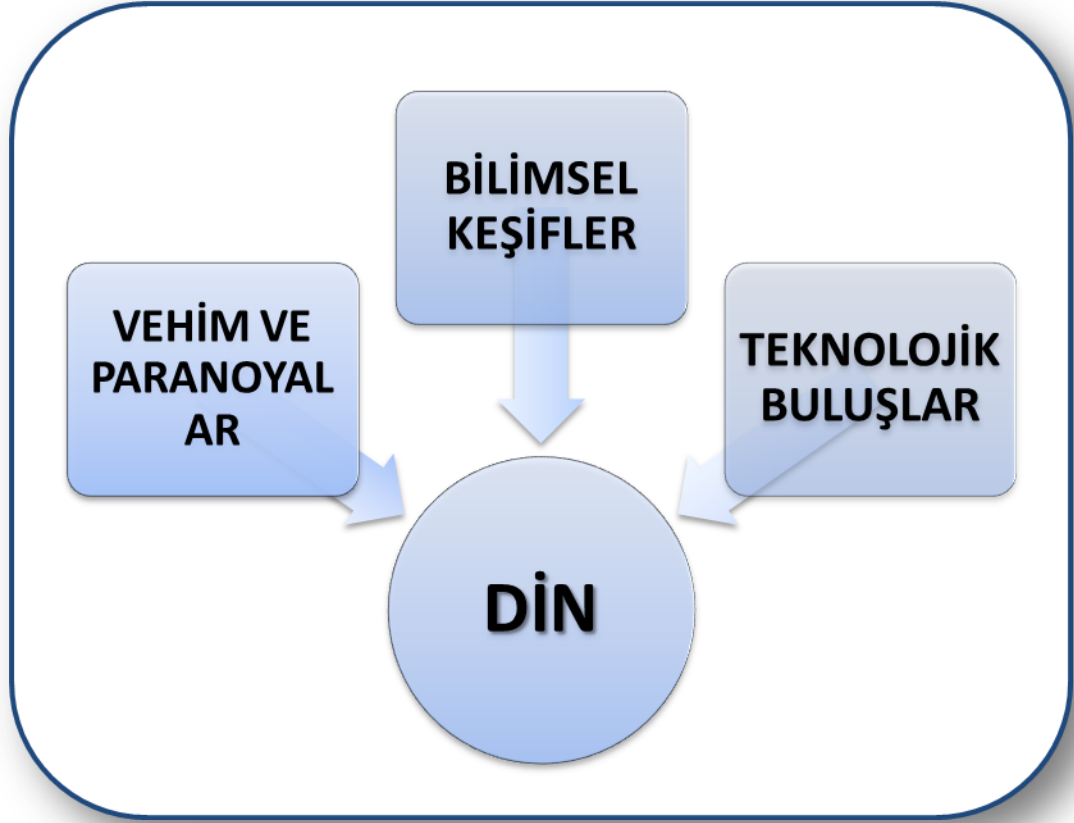 BİLİMSEL
KEŞİFLER
VEHİM VE
PARANOYAL
AR
TEKNOLOJİK
BULUŞLAR
DİN